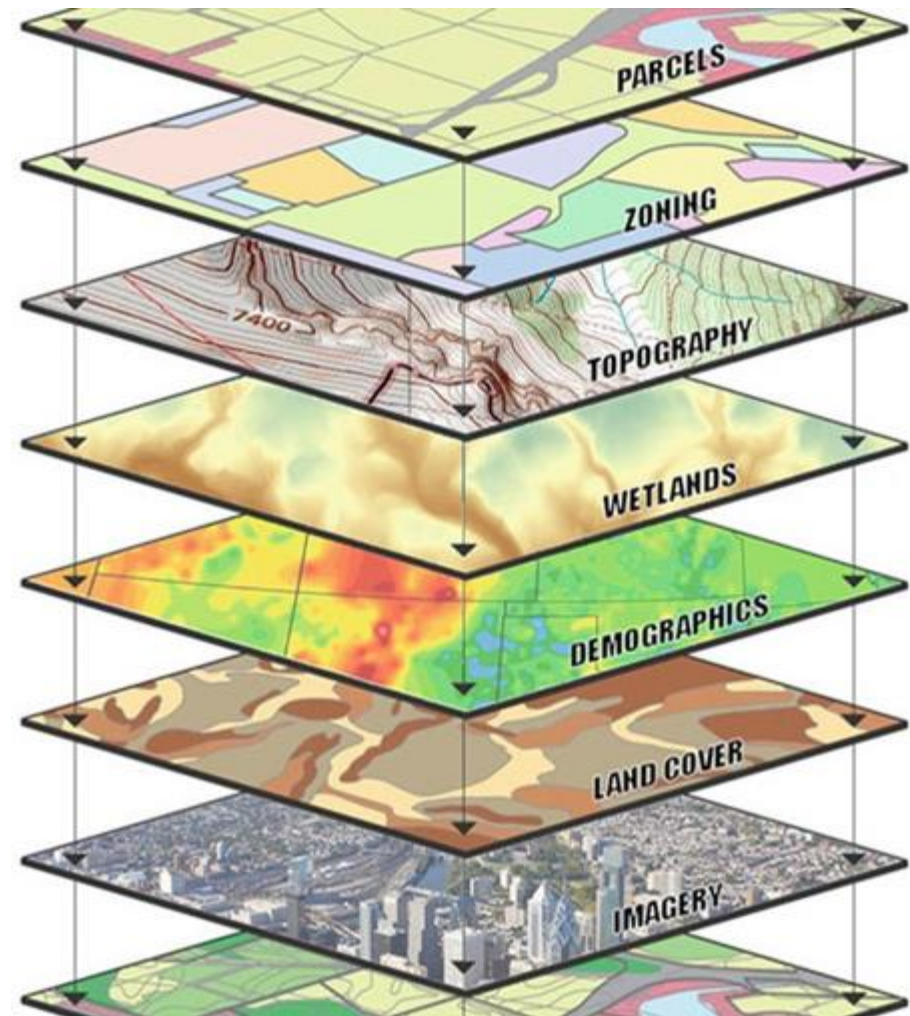 PARCELS
ZONING
7400
TOPOGRAPHY
WETLANDS
DEMOGRAPHICS
LAND COVER
IMAGERY